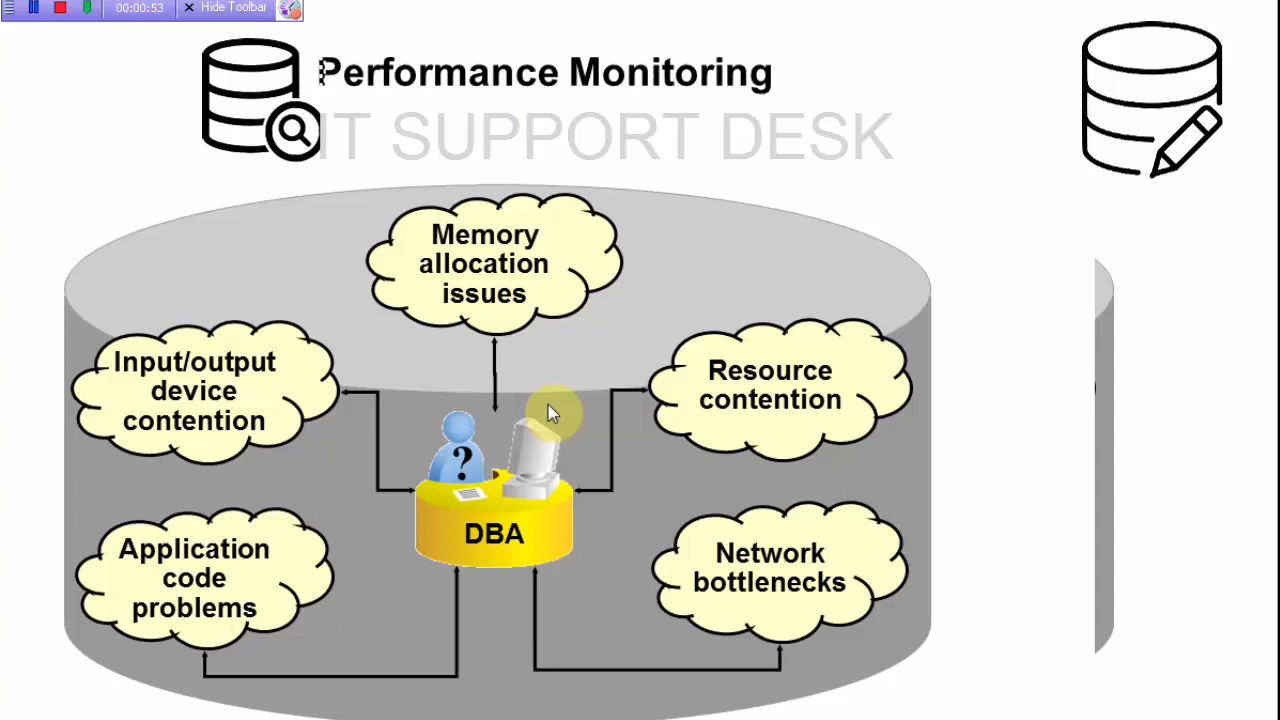 00:00:53
Hide Toolbar
Performance Monitoring
IT SUPPORT DESK
Memory
allocation
issues
Input/output
device
contention
Resource
contention
?
DBA
Application
code
problems
Network
bottlenecks